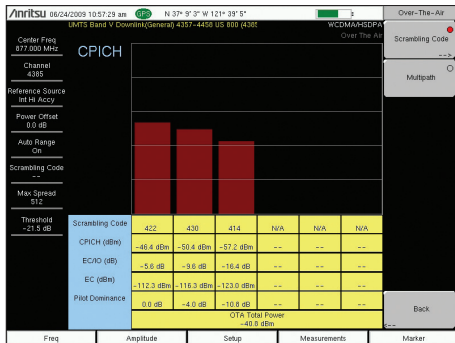 Anritsu 06/24/2009 10:57:29 am GPS N 37° 9' 3" W 121° 39' 5" Over-The-Air
UMTS Band V Downlink(General) 4357-4458 US 800 (4385 WCDMA/HSDPA
Over The Air
CPICH
Center Freq
877.000 MHz
Channel
4385
Reference Source
Int Hi Accy
Power Offset
0.0 dB
Auto Range
On
Scrambling Code
--
Max Spread
512
Threshold
-21.5 dB
Scrambling Code 422 430 414 N/A N/A N/A
CPICH (dBm) -46.4 dBm -50.4 dBm -57.2 dBm -- -- --
EC/IO (dB) -5.6 dB -9.6 dB -16.4 dB -- -- --
EC (dBm) -112.3 dBm -116.3 dBm -123.0 dBm -- -- --
Pilot Dominance 0.0 dB -4.0 dB -10.8 dB -- -- --
OTA Total Power
-40.8 dBm
Scrambling Code
-->
Multipath
Back
<--
Freq Amplitude Setup Measurements Marker